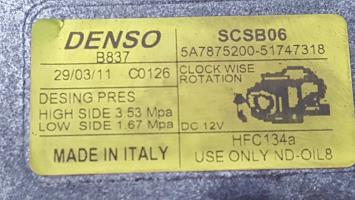 DENSO
B837
29/03/11 C0126
DESING PRES
HIGH SIDE 3.53 Mpa
LOW SIDE 1.67 Mpa
MADE IN ITALY
SCSB06
5A7875200-51747318
CLOCK WISE
ROTATION
DC 12V
HFC134a
USE ONLY ND-OIL8